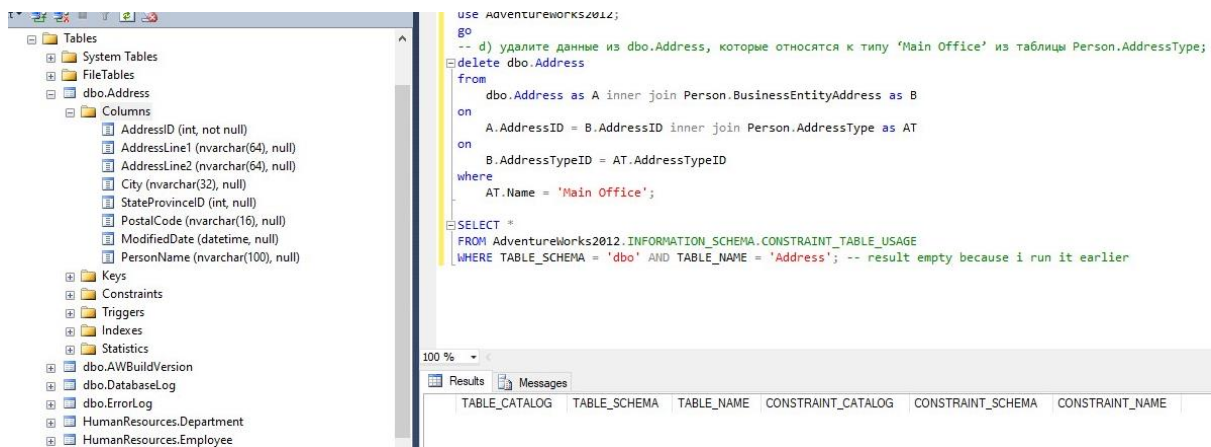 Tables
System Tables
FileTables
dbo.Address
Columns
AddressID (int, not null)
AddressLine1 (nvarchar(64), null)
AddressLine2 (nvarchar(64), null)
City (nvarchar(32), null)
StateProvinceID (int, null)
PostalCode (nvarchar(16), null)
ModifiedDate (datetime, null)
PersonName (nvarchar(100), null)
Keys
Constraints
Triggers
Indexes
Statistics
dbo.AWBuildVersion
dbo.DatabaseLog
dbo.ErrorLog
HumanResources.Department
HumanResources.Employee
use AdventureWorks2012;
go
-- d) удалите данные из dbo.Address, которые относятся к типу ‘Main Office’ из таблицы Person.AddressType;
delete dbo.Address
from
dbo.Address as A inner join Person.BusinessEntityAddress as B
on
A.AddressID = B.AddressID inner join Person.AddressType as AT
on
B.AddressTypeID = AT.AddressTypeID
where
AT.Name = 'Main Office';
SELECT *
FROM AdventureWorks2012.INFORMATION_SCHEMA.CONSTRAINT_TABLE_USAGE
WHERE TABLE_SCHEMA = 'dbo' AND TABLE_NAME = 'Address'; -- result empty because i run it earlier
100 %
Results Messages
TABLE_CATALOG TABLE_SCHEMA TABLE_NAME CONSTRAINT_CATALOG CONSTRAINT_SCHEMA CONSTRAINT_NAME